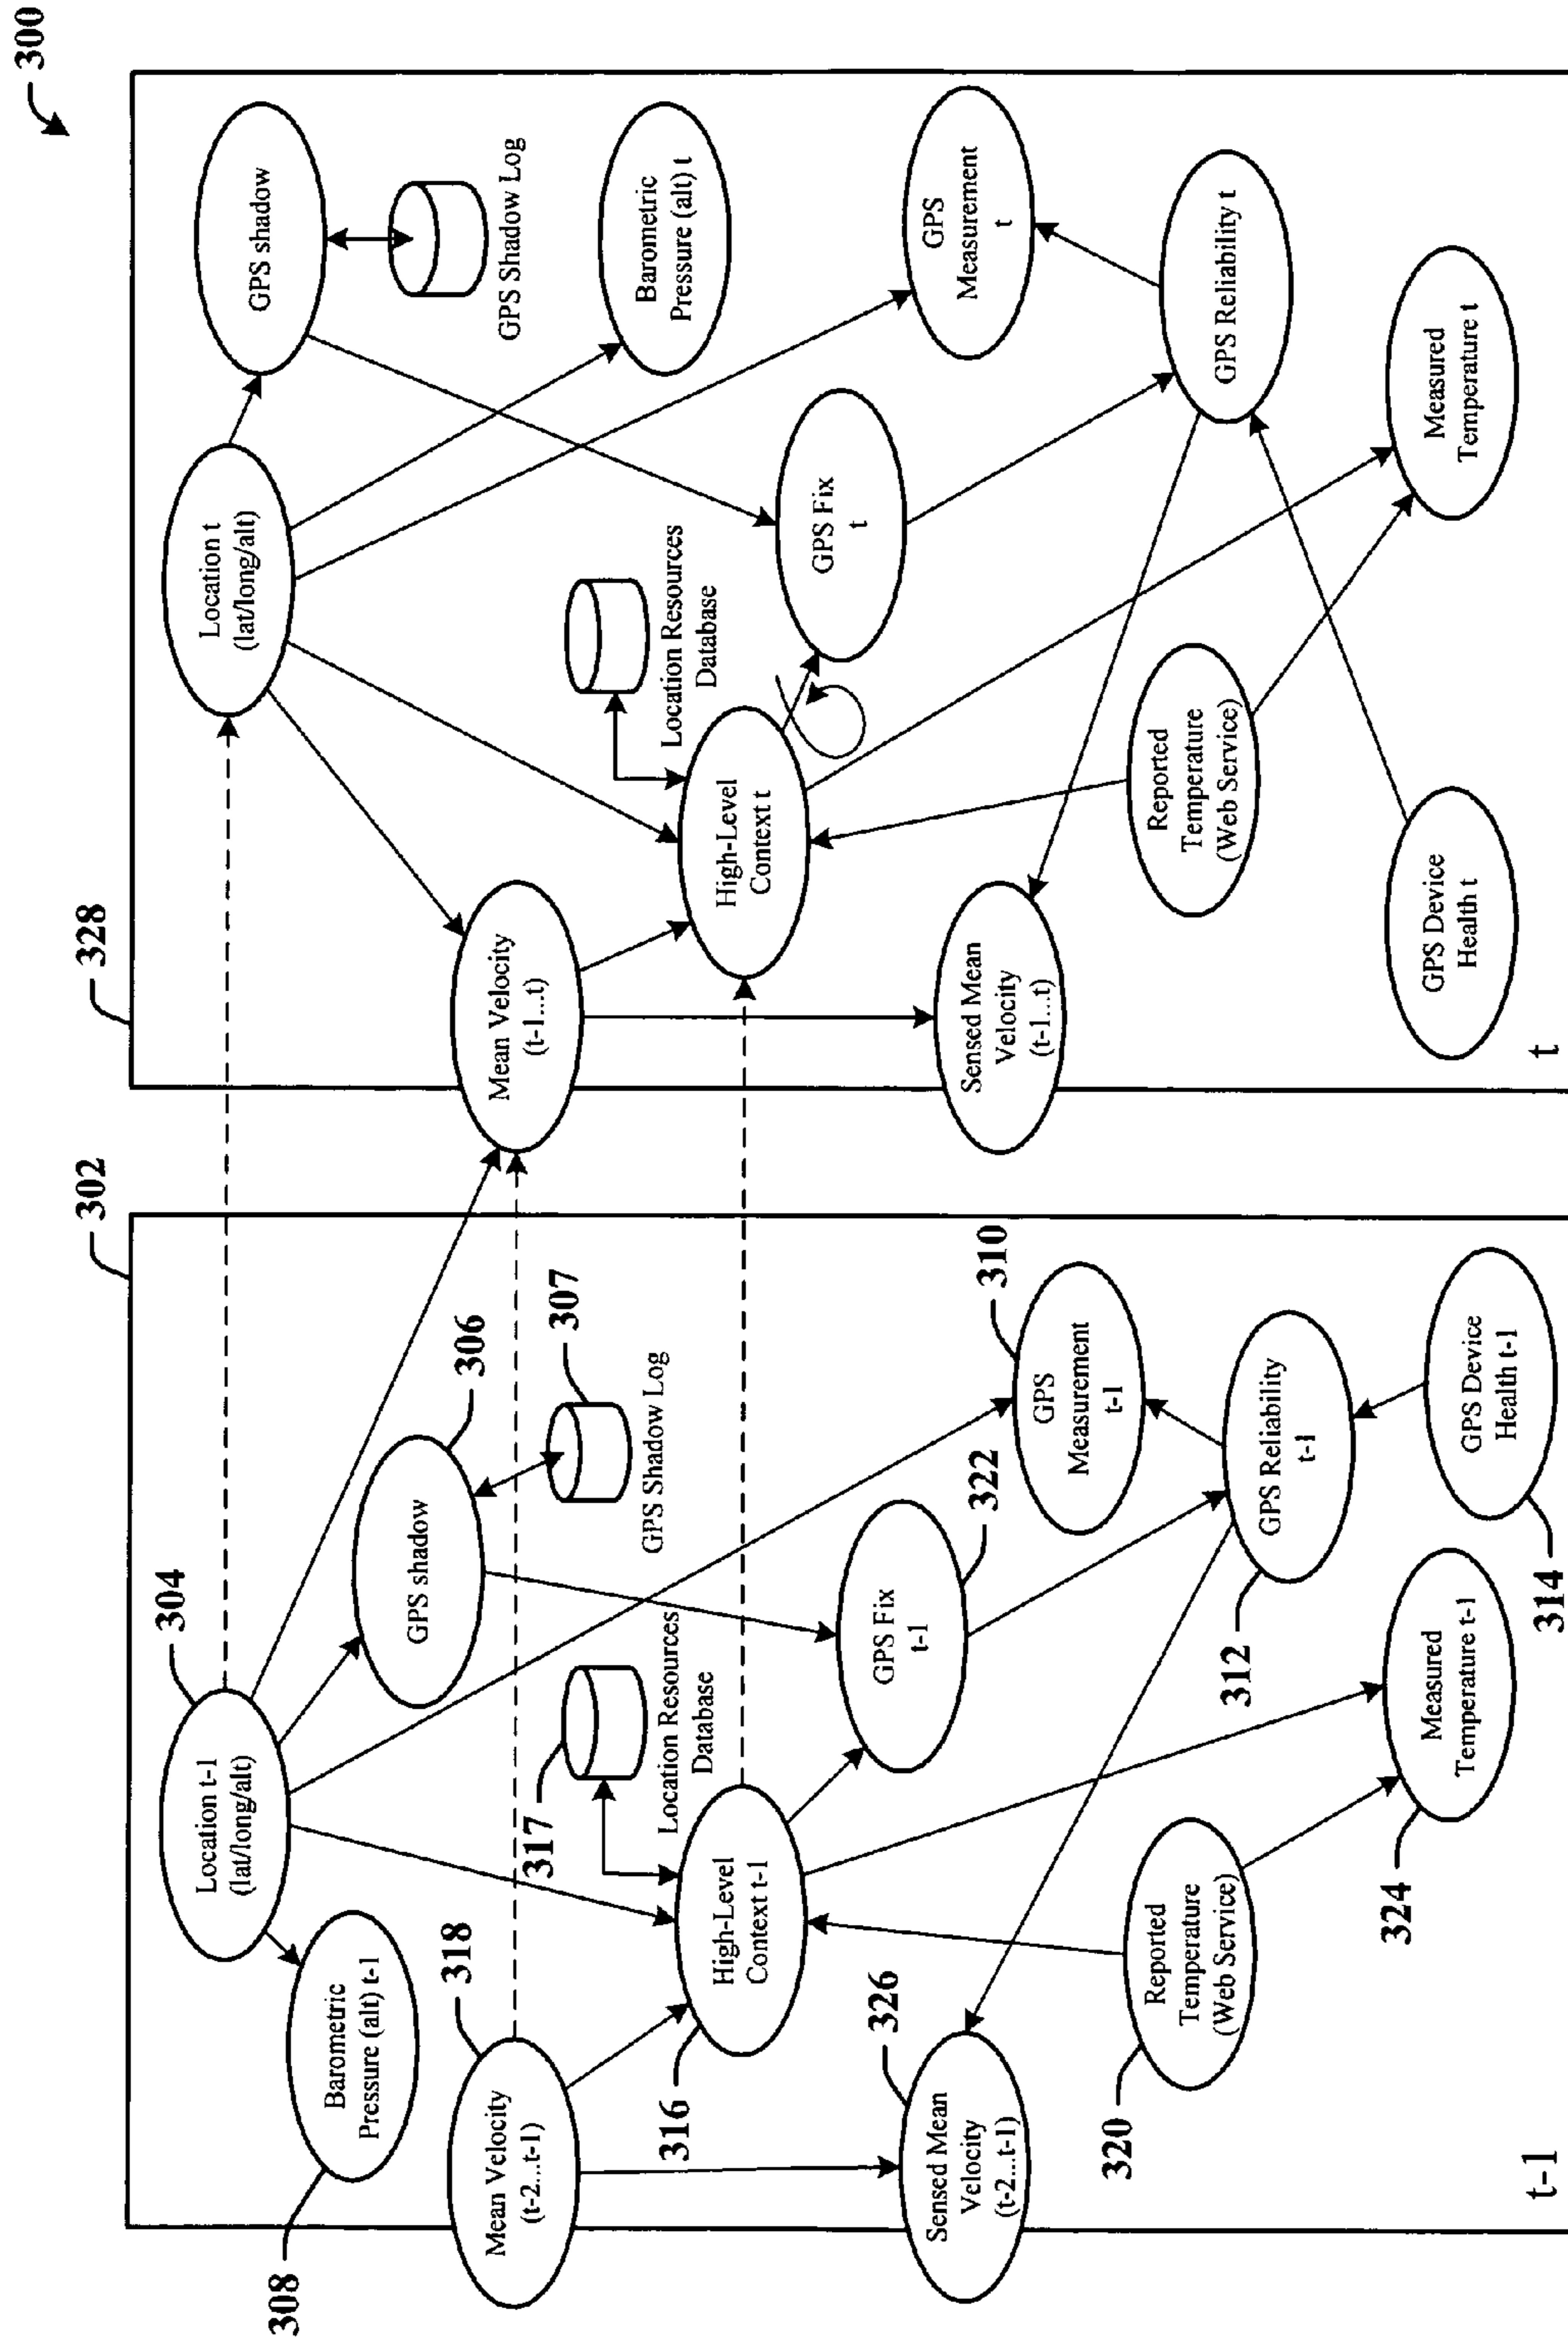 300
302
328
304
Location t-1
(lat/long/alt)
Barometric
Pressure (alt) t-1
308
GPS shadow
306
307
GPS Shadow Log
Mean Velocity
(t-2...t-1)
318
317
Location Resources
Database
High-Level
Context t-1
316
GPS Fix
t-1
322
GPS
Measurement
t-1
310
Sensed Mean
Velocity
(t-2...t-1)
326
Reported
Temperature
(Web Service)
320
GPS Reliability
t-1
312
Measured
Temperature t-1
324
GPS Device
Health t-1
314
t-1
Location t
(lat/long/alt)
GPS shadow
GPS Shadow Log
Barometric
Pressure (alt) t
Mean Velocity
(t-1...t)
Location Resources
Database
High-Level
Context t
GPS Fix
t
GPS
Measurement
t
Sensed Mean
Velocity
(t-1...t)
Reported
Temperature
(Web Service)
GPS Reliability t
GPS Device
Health t
Measured
Temperature t
t